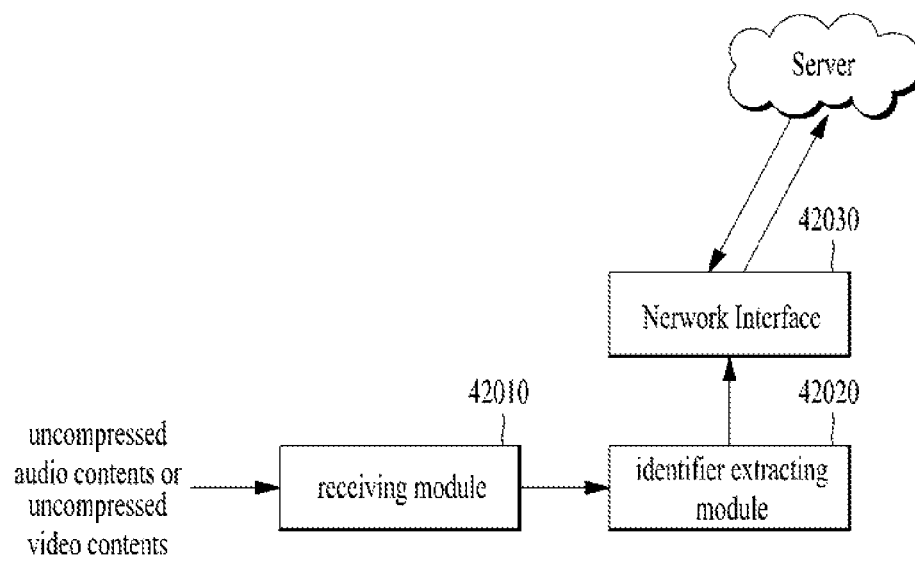 Server
42030
Nerwork Interface
42010
42020
uncompressed
audio contents or
uncompressed
video contents
receiving module
identifier extracting
module